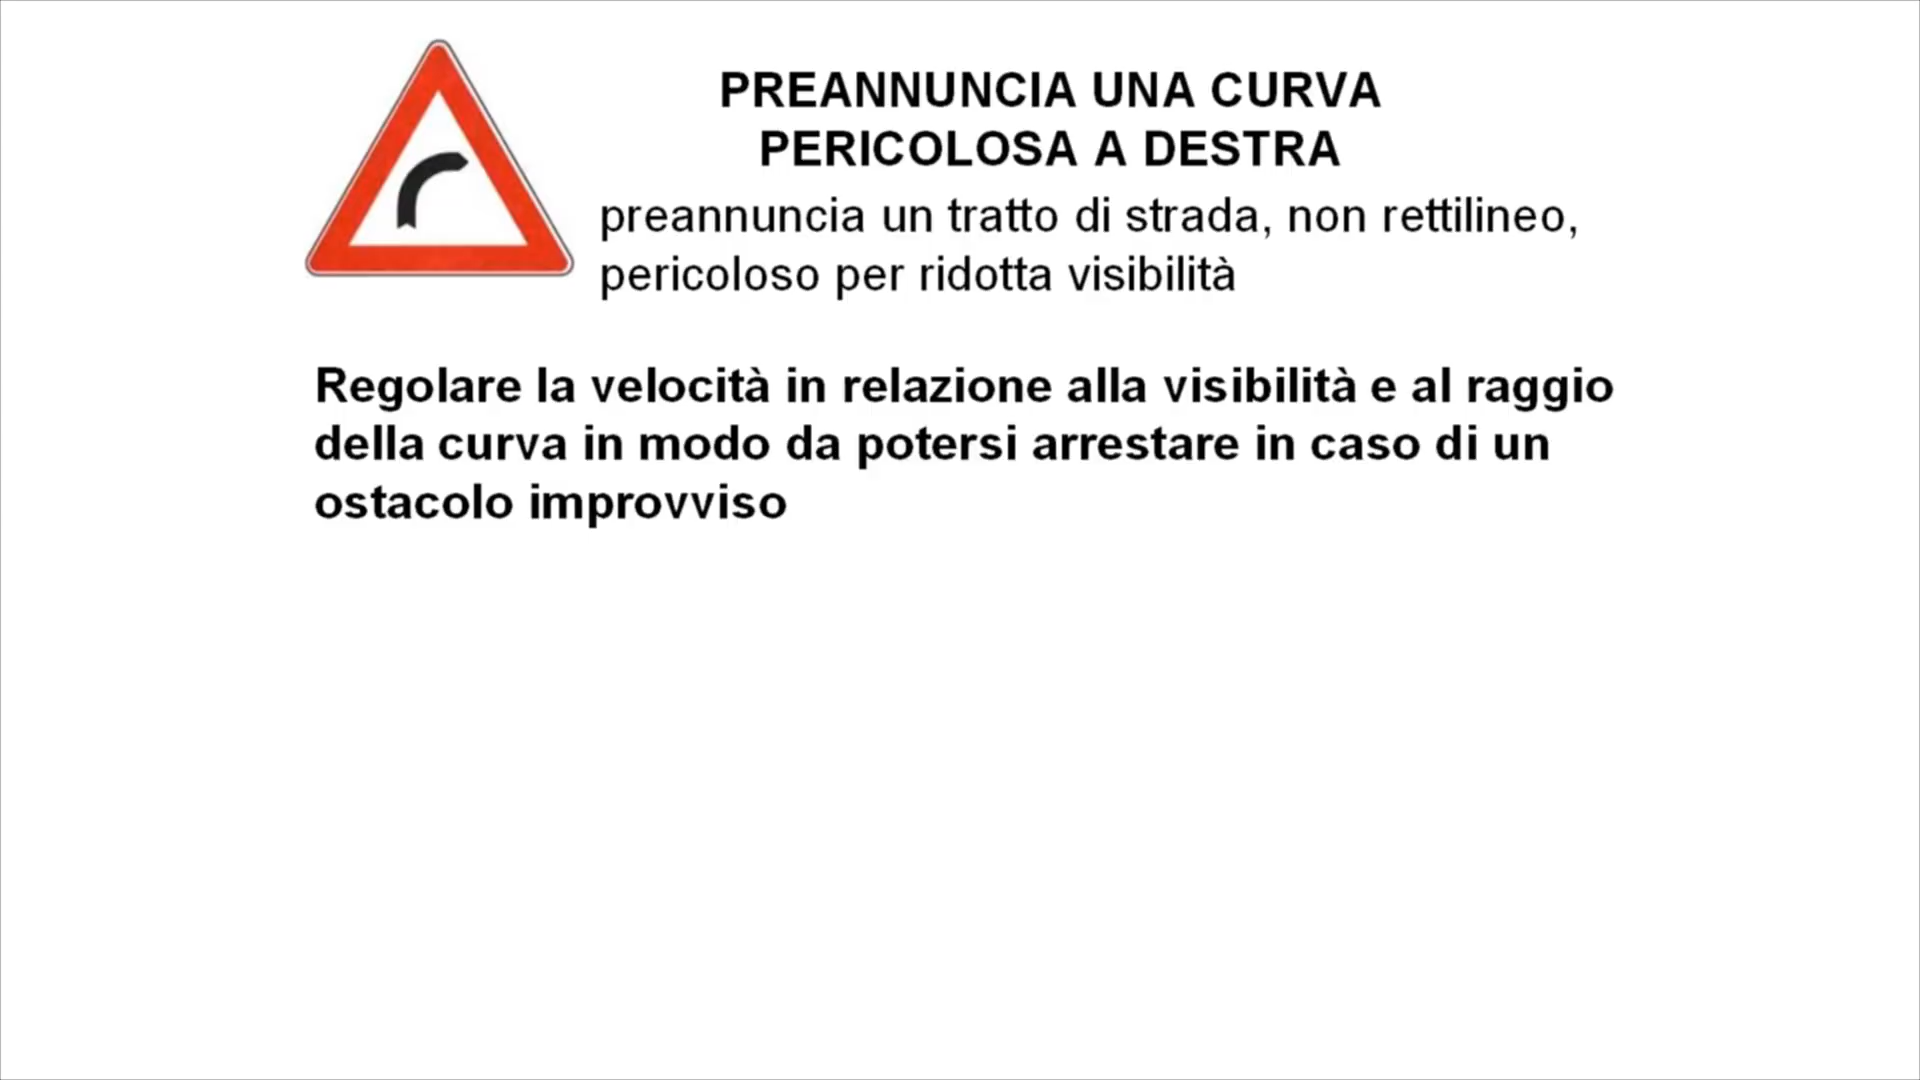 PREANNUNCIA UNA CURVA
PERICOLOSA A DESTRA
preannuncia un tratto di strada, non rettilineo,
pericoloso per ridotta visibilità
Regolare la velocità in relazione alla visibilità e al raggio
della curva in modo da potersi arrestare in caso di un
ostacolo improvviso